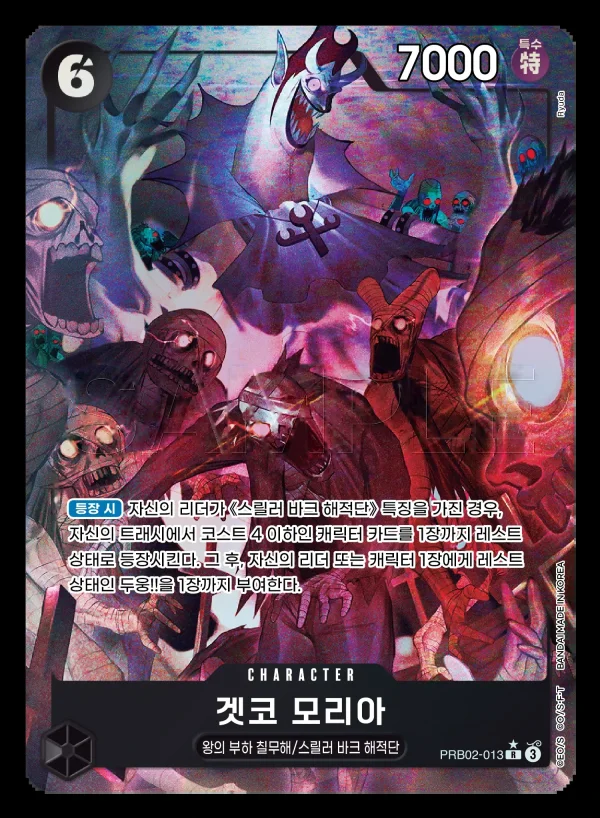 6
7000
특수
特
Ryuda
SAMPLE
등장 시 자신의 리더가 《스릴러 바크 해적단》 특징을 가진 경우,
자신의 트래시에서 코스트 4 이하인 캐릭터 카드를 1장까지 레스트
상태로 등장시킨다. 그 후, 자신의 리더 또는 캐릭터 1장에게 레스트
상태인 두웅!!을 1장까지 부여한다.
CHARACTER
겟코 모리아
왕의 부하 칠무해/스릴러 바크 해적단
PRB02-013 R 3
©EO/S ©O/S·F·T BANDAI MADE IN KOREA